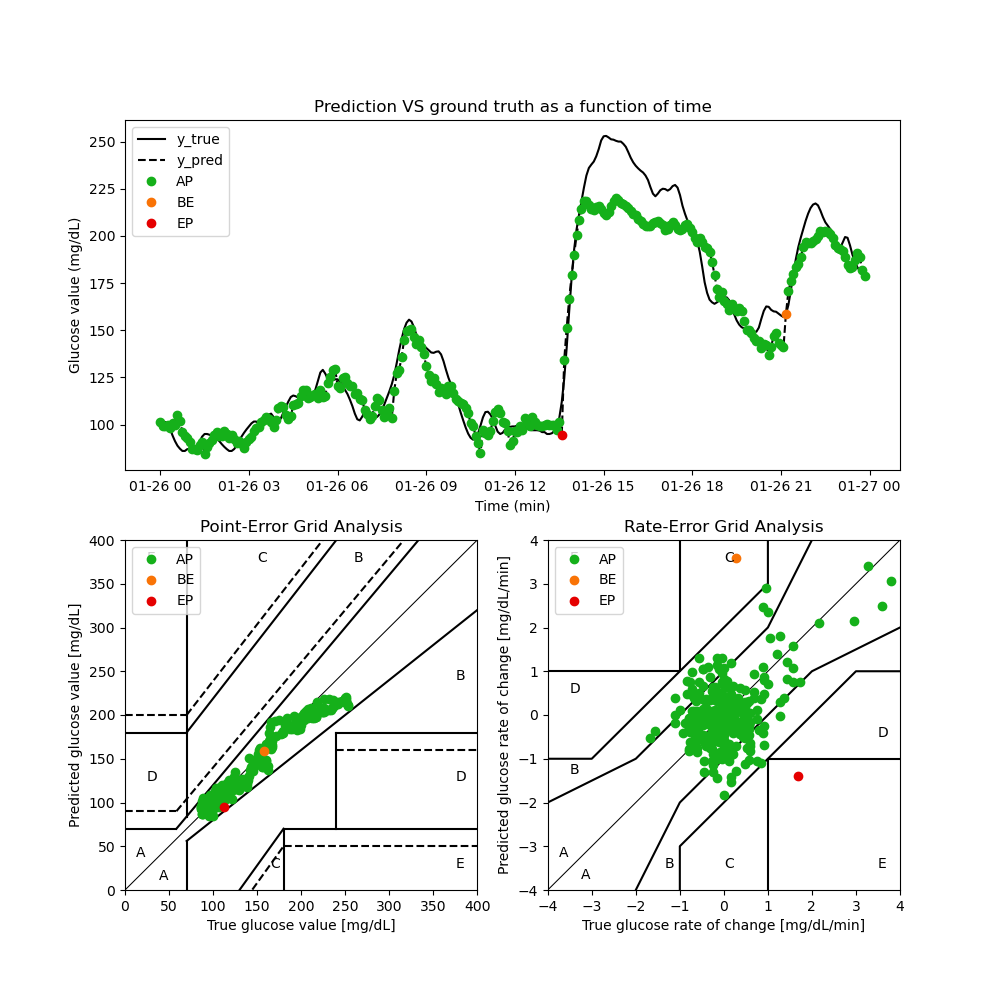 Prediction VS ground truth as a function of time
Glucose value (mg/dL)
250
225
200
175
150
125
100
y_true
y_pred
AP
BE
EP
01-26 00 01-26 03 01-26 06 01-26 09 01-26 12 01-26 15 01-26 18 01-26 21 01-27 00
Time (min)
Point-Error Grid Analysis
Predicted glucose value [mg/dL]
400
350
300
250
200
150
100
50
0
AP
BE
EP
C
B
B
D
D
A
A
C
E
0 50 100 150 200 250 300 350 400
True glucose value [mg/dL]
Rate-Error Grid Analysis
Predicted glucose rate of change [mg/dL/min]
4
3
2
1
0
−1
−2
−3
−4
AP
BE
EP
C
D
D
B
A
A
B
C
E
−4 −3 −2 −1 0 1 2 3 4
True glucose rate of change [mg/dL/min]